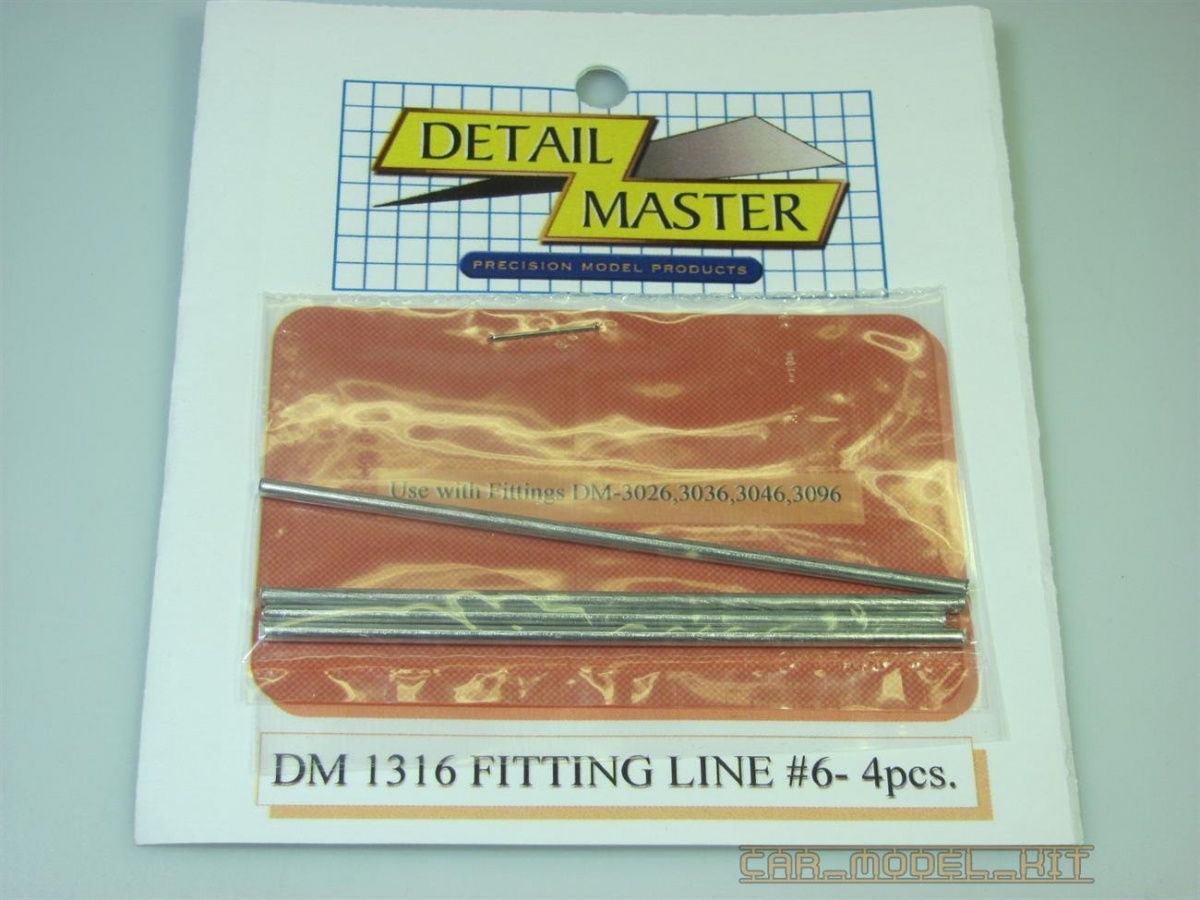 DETAIL
MASTER
PRECISION MODEL PRODUCTS
Use with Fittings DM-3026,3036,3046,3096
DM 1316 FITTING LINE #6- 4pcs.
CAR_MODEL_KIT